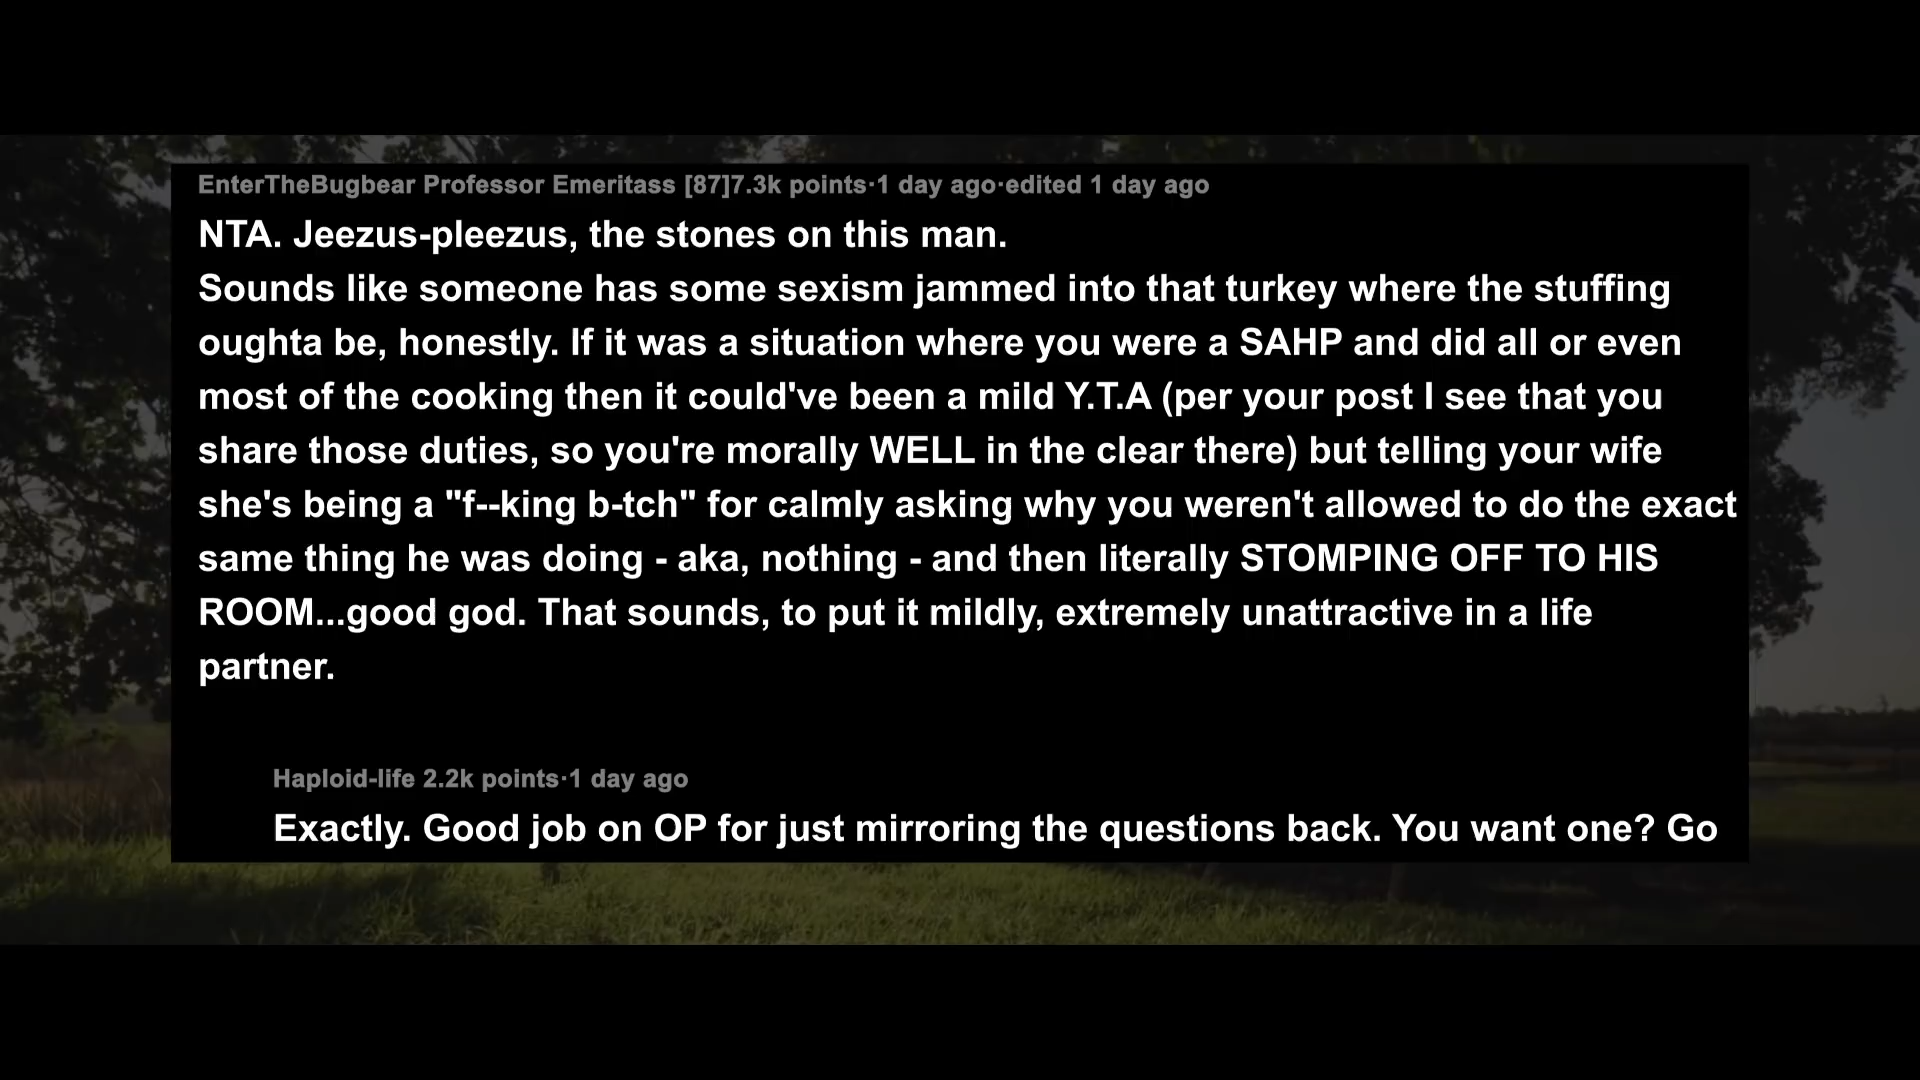 EnterTheBugbear Professor Emeritass [87]7.3k points·1 day ago·edited 1 day ago
NTA. Jeezus-pleezus, the stones on this man.
Sounds like someone has some sexism jammed into that turkey where the stuffing
oughta be, honestly. If it was a situation where you were a SAHP and did all or even
most of the cooking then it could've been a mild Y.T.A (per your post I see that you
share those duties, so you're morally WELL in the clear there) but telling your wife
she's being a "f--king b-tch" for calmly asking why you weren't allowed to do the exact
same thing he was doing - aka, nothing - and then literally STOMPING OFF TO HIS
ROOM...good god. That sounds, to put it mildly, extremely unattractive in a life
partner.
Haploid-life 2.2k points·1 day ago
Exactly. Good job on OP for just mirroring the questions back. You want one? Go